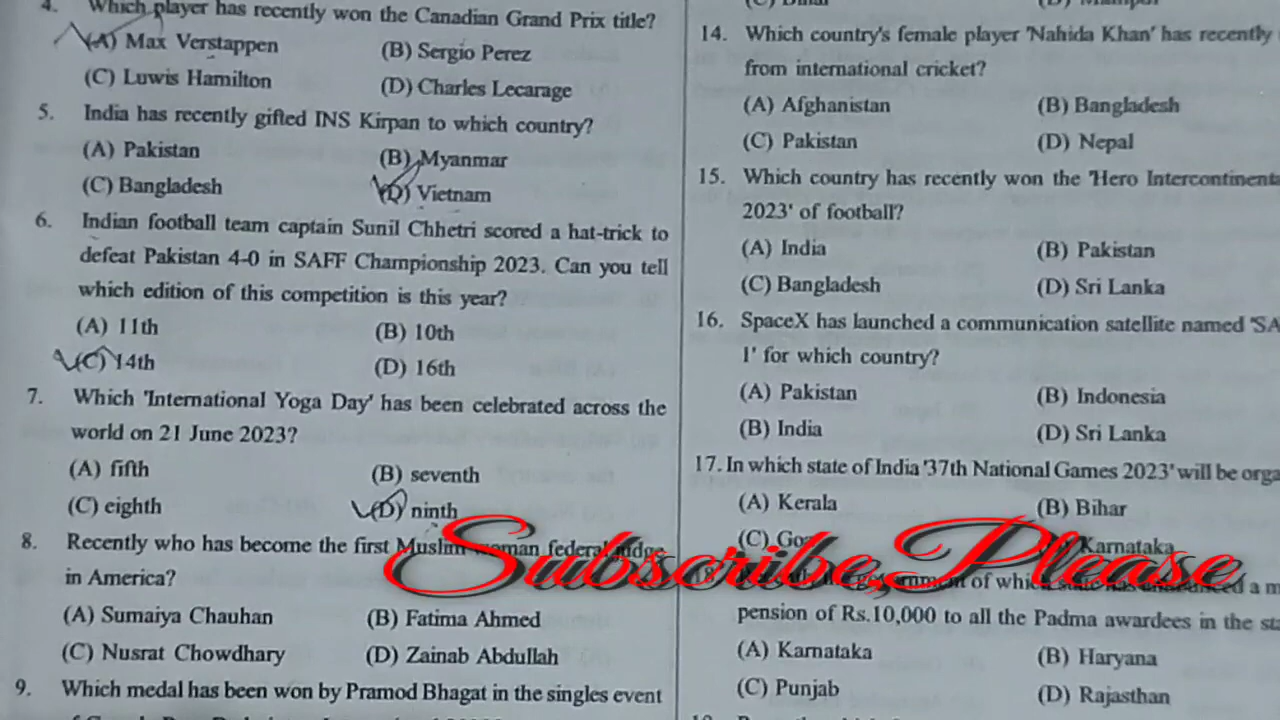 4. Which player has recently won the Canadian Grand Prix title?
(A) Max Verstappen (B) Sergio Perez
(C) Luwis Hamilton (D) Charles Lecarage
5. India has recently gifted INS Kirpan to which country?
(A) Pakistan (B) Myanmar
(C) Bangladesh (D) Vietnam
6. Indian football team captain Sunil Chhetri scored a hat-trick to
defeat Pakistan 4-0 in SAFF Championship 2023. Can you tell
which edition of this competition is this year?
(A) 11th (B) 10th
(C) 14th (D) 16th
7. Which 'International Yoga Day' has been celebrated across the
world on 21 June 2023?
(A) fifth (B) seventh
(C) eighth (D) ninth
8. Recently who has become the first Muslim woman federal judge
in America?
(A) Sumaiya Chauhan (B) Fatima Ahmed
(C) Nusrat Chowdhary (D) Zainab Abdullah
9. Which medal has been won by Pramod Bhagat in the singles event
14. Which country's female player 'Nahida Khan' has recently
from international cricket?
(A) Afghanistan (B) Bangladesh
(C) Pakistan (D) Nepal
15. Which country has recently won the 'Hero Intercontinenta
2023' of football?
(A) India (B) Pakistan
(C) Bangladesh (D) Sri Lanka
16. SpaceX has launched a communication satellite named 'SA
1' for which country?
(A) Pakistan (B) Indonesia
(B) India (D) Sri Lanka
17. In which state of India '37th National Games 2023' will be orga
(A) Kerala (B) Bihar
(C) Goa Karnataka
Subscribe,Please
18. government of which a m
pension of Rs.10,000 to all the Padma awardees in the sta
(A) Karnataka (B) Haryana
(C) Punjab (D) Rajasthan